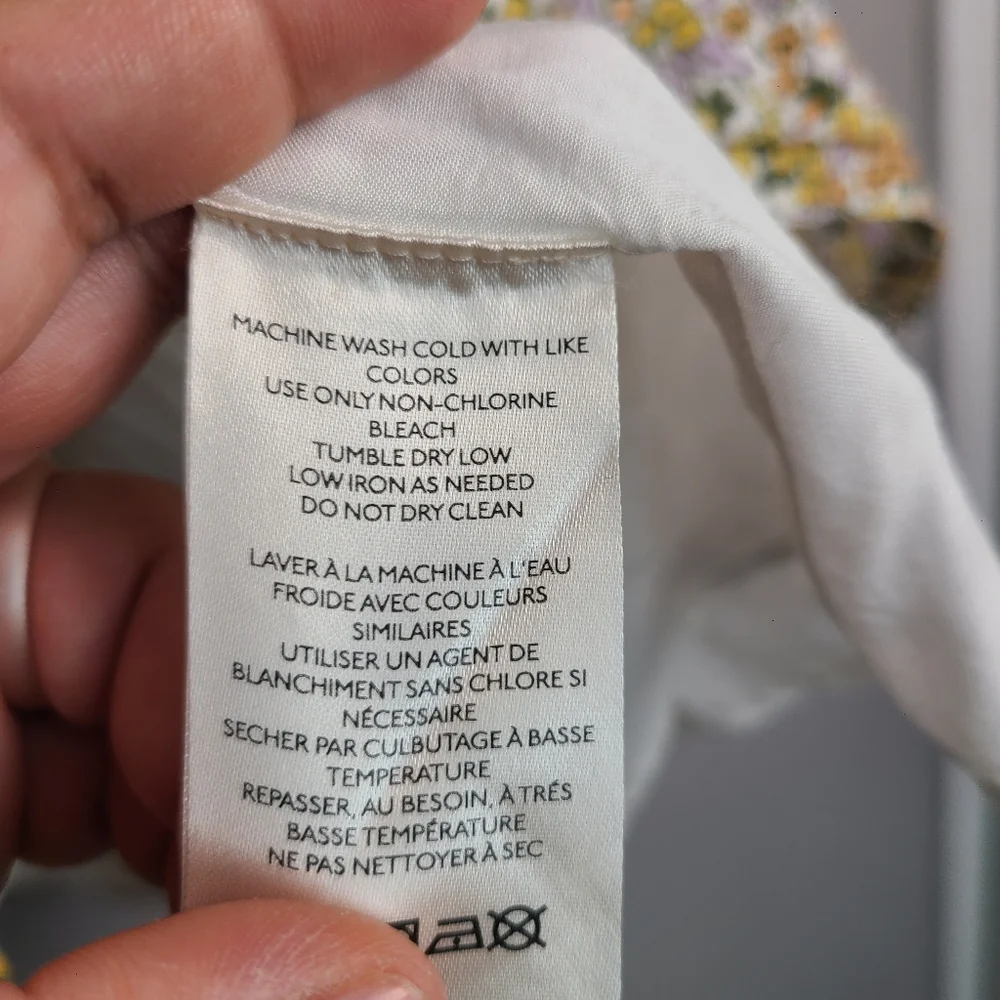 MACHINE WASH COLD WITH LIKE
COLORS
USE ONLY NON-CHLORINE
BLEACH
TUMBLE DRY LOW
LOW IRON AS NEEDED
DO NOT DRY CLEAN
LAVER À LA MACHINE À L'EAU
FROIDE AVEC COULEURS
SIMILAIRES
UTILISER UN AGENT DE
BLANCHIMENT SANS CHLORE SI
NÉCESSAIRE
SECHER PAR CULBUTAGE À BASSE
TEMPERATURE
REPASSER, AU BESOIN, À TRÉS
BASSE TEMPÉRATURE
NE PAS NETTOYER À SEC